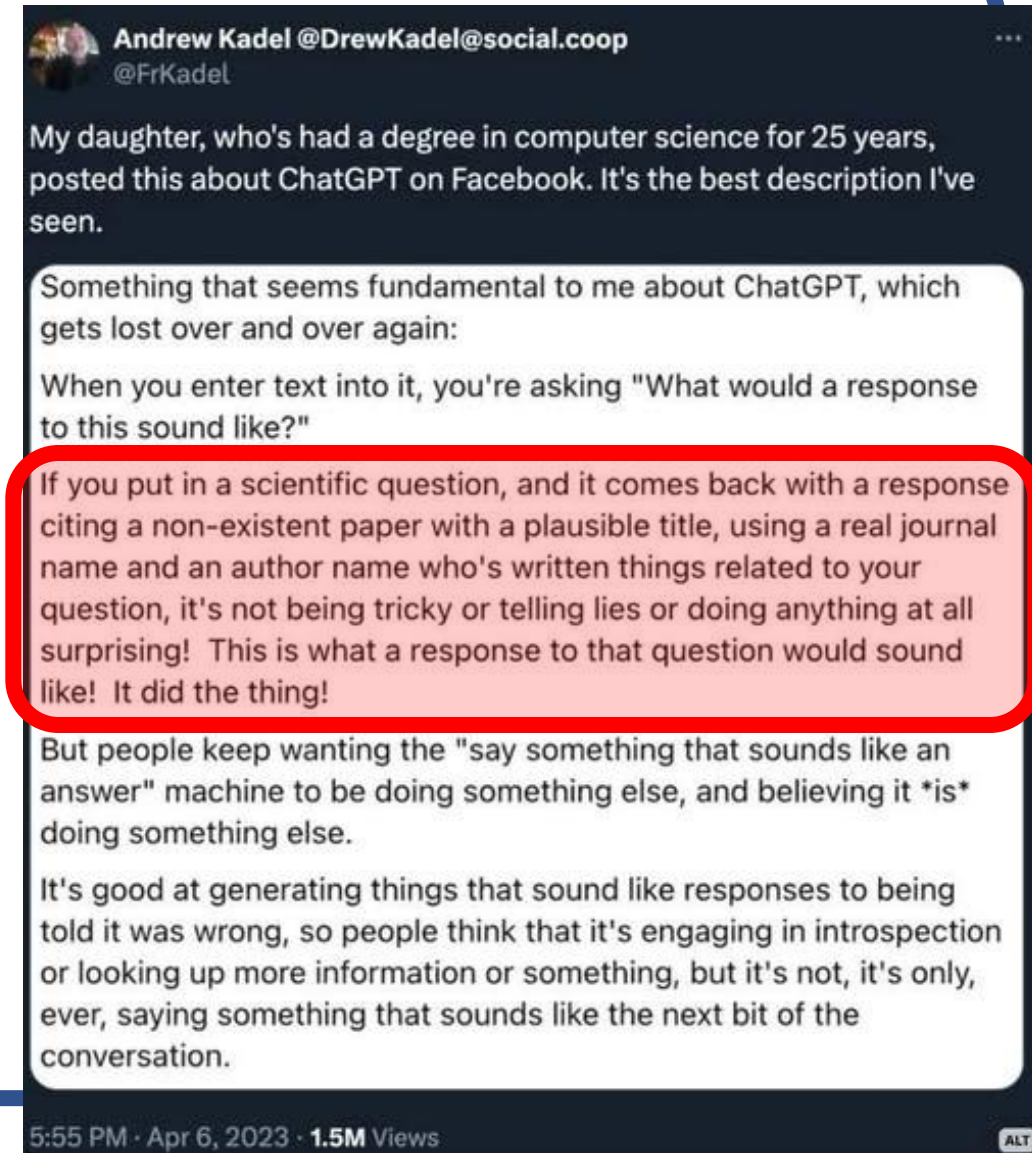 Andrew Kadel @DrewKadel@social.coop
@FrKadel
My daughter, who's had a degree in computer science for 25 years,
posted this about ChatGPT on Facebook. It's the best description I've
seen.
Something that seems fundamental to me about ChatGPT, which
gets lost over and over again:
When you enter text into it, you're asking "What would a response
to this sound like?"
If you put in a scientific question, and it comes back with a response
citing a non-existent paper with a plausible title, using a real journal
name and an author name who's written things related to your
question, it's not being tricky or telling lies or doing anything at all
surprising! This is what a response to that question would sound
like! It did the thing!
But people keep wanting the "say something that sounds like an
answer" machine to be doing something else, and believing it *is*
doing something else.
It's good at generating things that sound like responses to being
told it was wrong, so people think that it's engaging in introspection
or looking up more information or something, but it's not, it's only,
ever, saying something that sounds like the next bit of the
conversation.
5:55 PM · Apr 6, 2023 · 1.5M Views
ALT